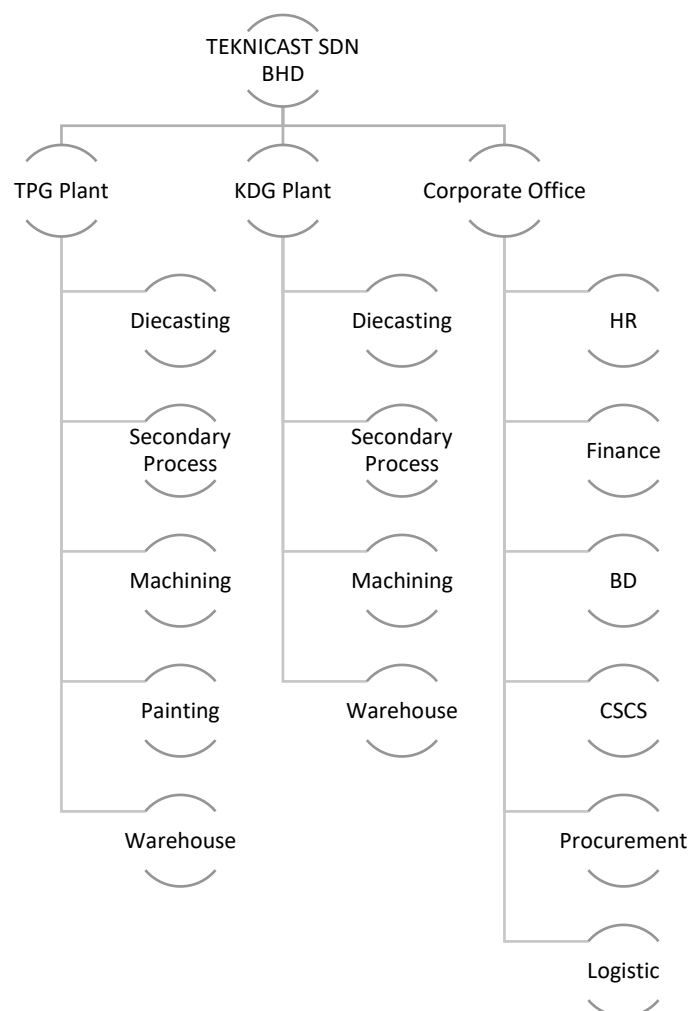 TEKNICAST SDN
BHD
TPG Plant
KDG Plant
Corporate Office
Diecasting
Diecasting
HR
Secondary
Process
Secondary
Process
Finance
Machining
Machining
BD
Painting
Warehouse
CSCS
Warehouse
Procurement
Logistic